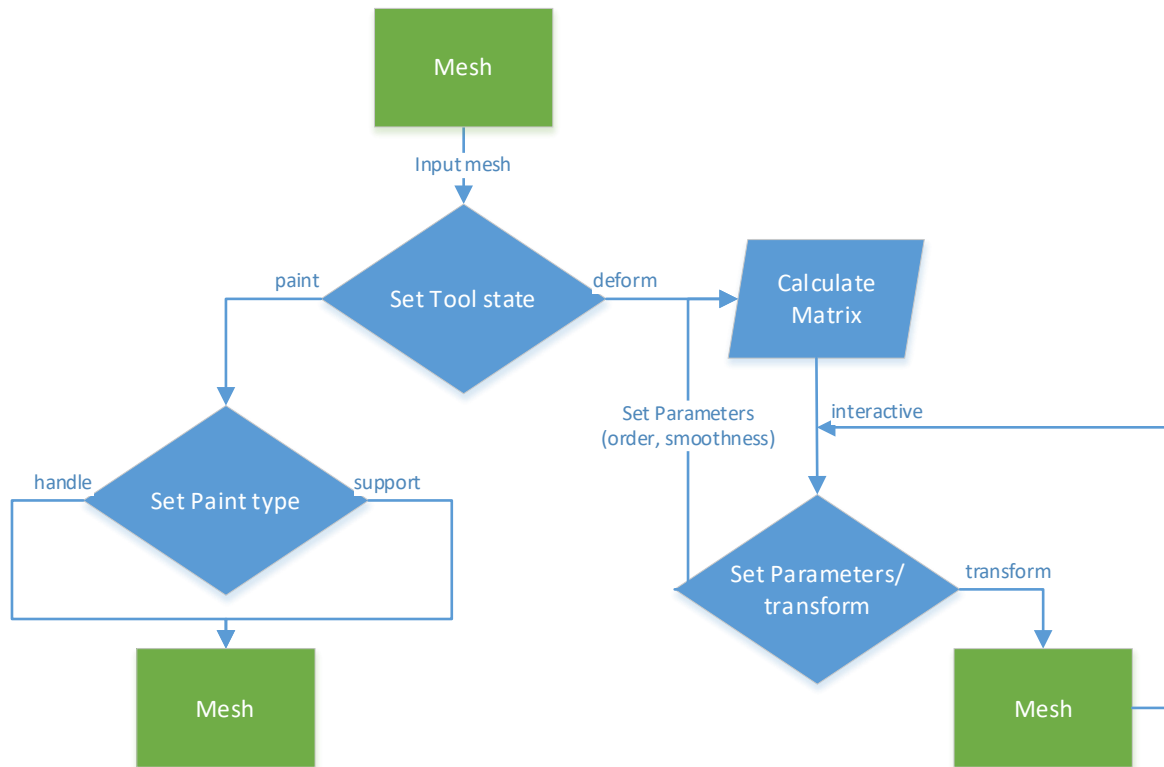 Mesh
Input mesh
paint
Set Tool state
deform
Calculate
Matrix
Set Parameters
(order, smoothness)
interactive
handle
Set Paint type
support
Set Parameters/
transform
transform
Mesh
Mesh